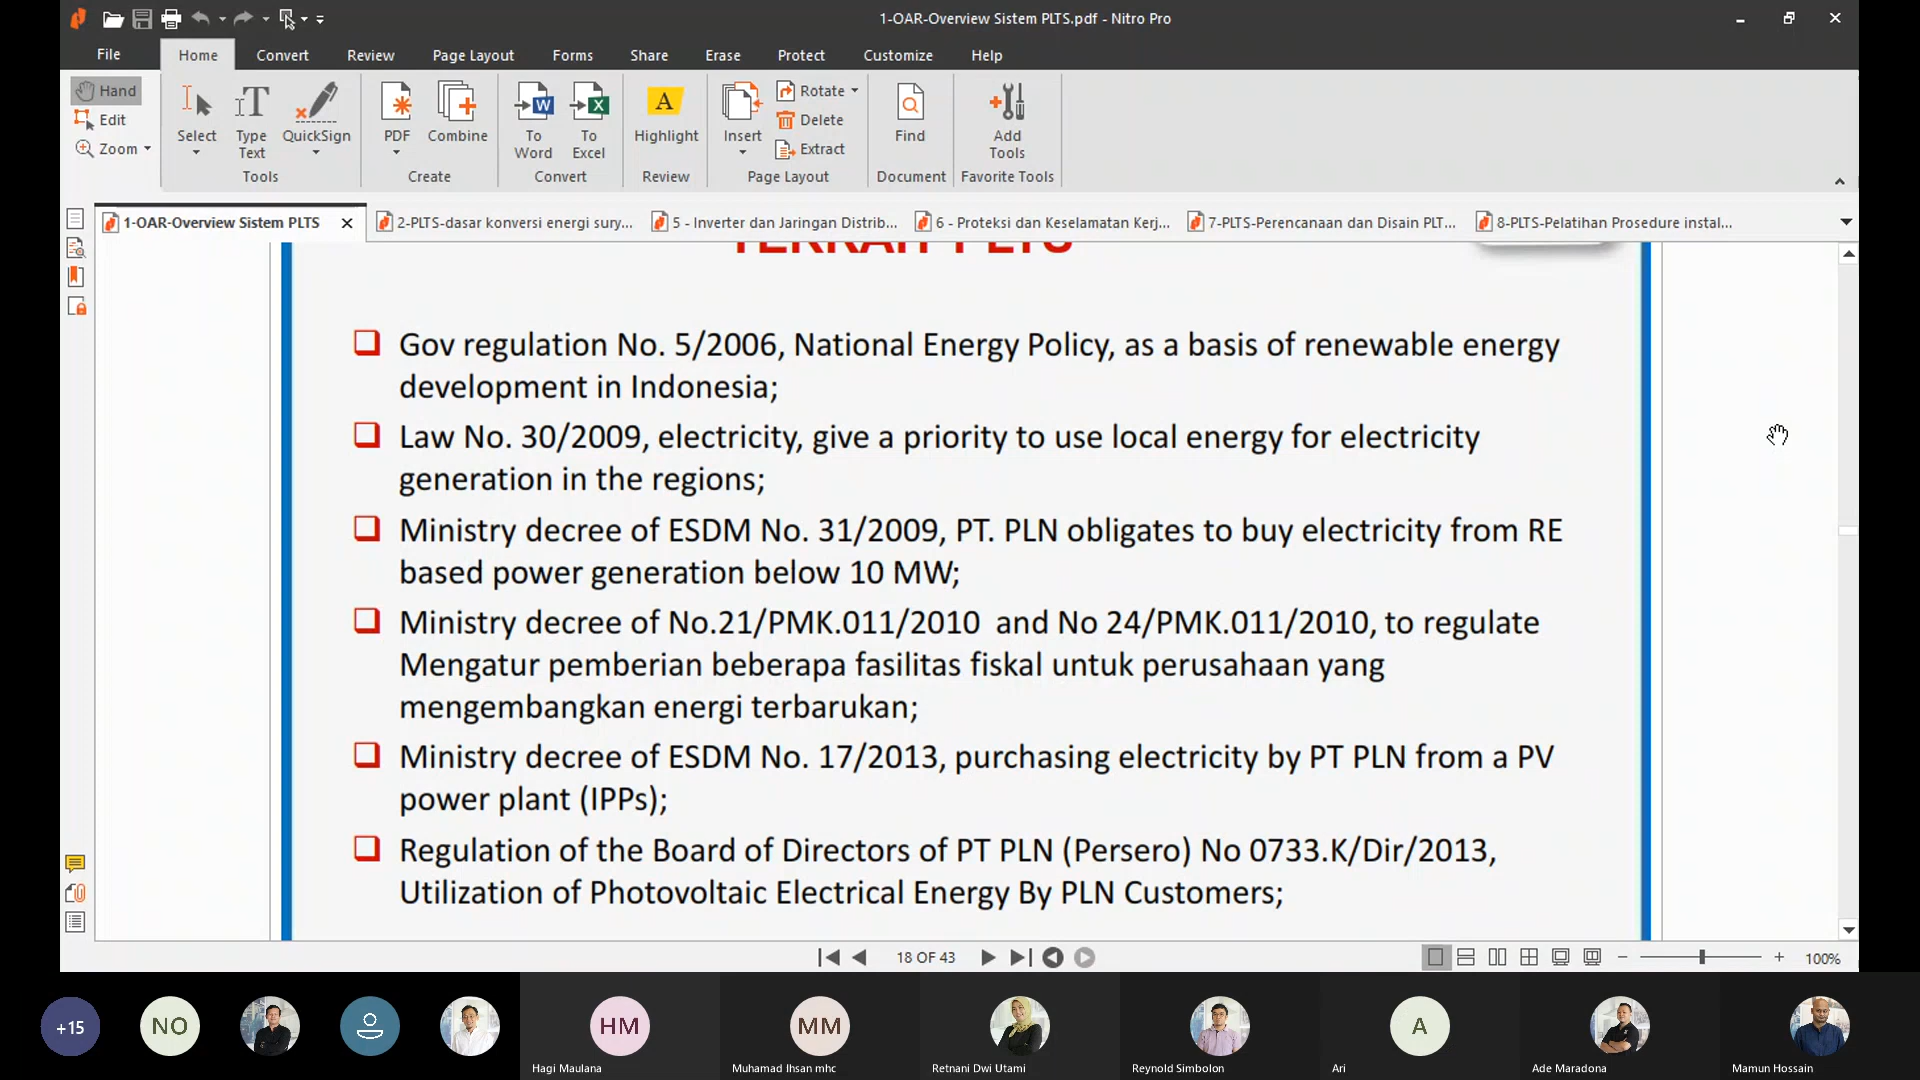 1-OAR-Overview Sistem PLTS.pdf - Nitro Pro
File Home Convert Review Page Layout Forms Share Erase Protect Customize Help
Hand
Edit
Zoom
Select
Type Text
QuickSign
Tools
PDF
Combine
Create
To Word
To Excel
Convert
Highlight
Review
Insert
Rotate
Delete
Extract
Page Layout
Find
Document
Add Tools
Favorite Tools
1-OAR-Overview Sistem PLTS
2-PLTS-dasar konversi energi sury...
5 - Inverter dan Jaringan Distrib...
6 - Proteksi dan Keselamatan Kerj...
7-PLTS-Perencanaan dan Disain PLT...
8-PLTS-Pelatihan Prosedure instal...
Gov regulation No. 5/2006, National Energy Policy, as a basis of renewable energy
development in Indonesia;
Law No. 30/2009, electricity, give a priority to use local energy for electricity
generation in the regions;
Ministry decree of ESDM No. 31/2009, PT. PLN obligates to buy electricity from RE
based power generation below 10 MW;
Ministry decree of No.21/PMK.011/2010 and No 24/PMK.011/2010, to regulate
Mengatur pemberian beberapa fasilitas fiskal untuk perusahaan yang
mengembangkan energi terbarukan;
Ministry decree of ESDM No. 17/2013, purchasing electricity by PT PLN from a PV
power plant (IPPs);
Regulation of the Board of Directors of PT PLN (Persero) No 0733.K/Dir/2013,
Utilization of Photovoltaic Electrical Energy By PLN Customers;
18 OF 43
100%
+15
NO
HM
MM
A
Hagi Maulana
Muhamad Ihsan mhc
Retnani Dwi Utami
Reynold Simbolon
Ari
Ade Maradona
Mamun Hossain